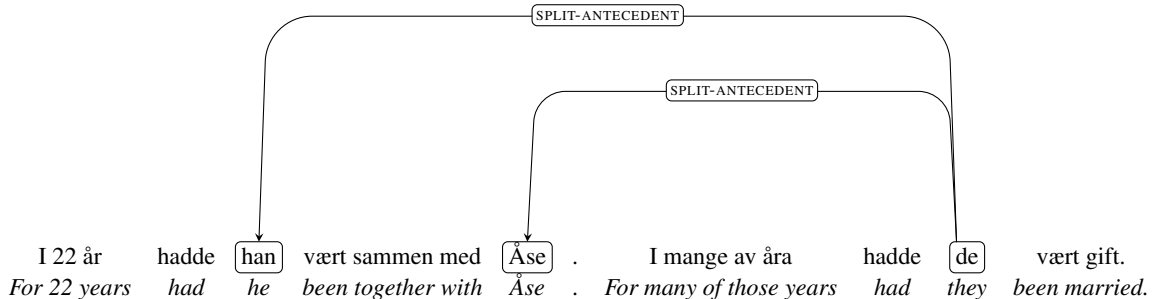 SPLIT-ANTECEDENT
SPLIT-ANTECEDENT
I 22 år hadde han vært sammen med Åse . I mange av åra hadde de vært gift.
For 22 years had he been together with Åse . For many of those years had they been married.